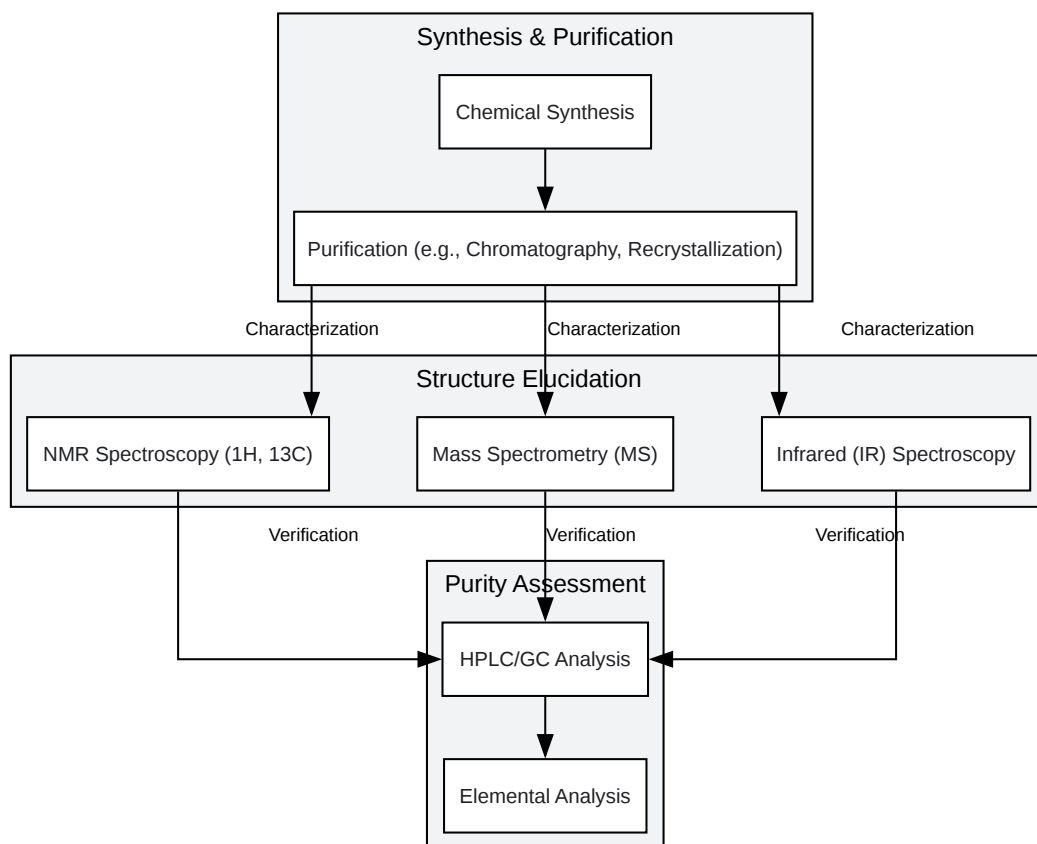 Synthesis & Purification
Chemical Synthesis
Purification (e.g., Chromatography, Recrystallization)
Characterization
Characterization
Characterization
Structure Elucidation
NMR Spectroscopy (1H, 13C)
Mass Spectrometry (MS)
Infrared (IR) Spectroscopy
Verification
Verification
Verification
Purity Assessment
HPLC/GC Analysis
Elemental Analysis